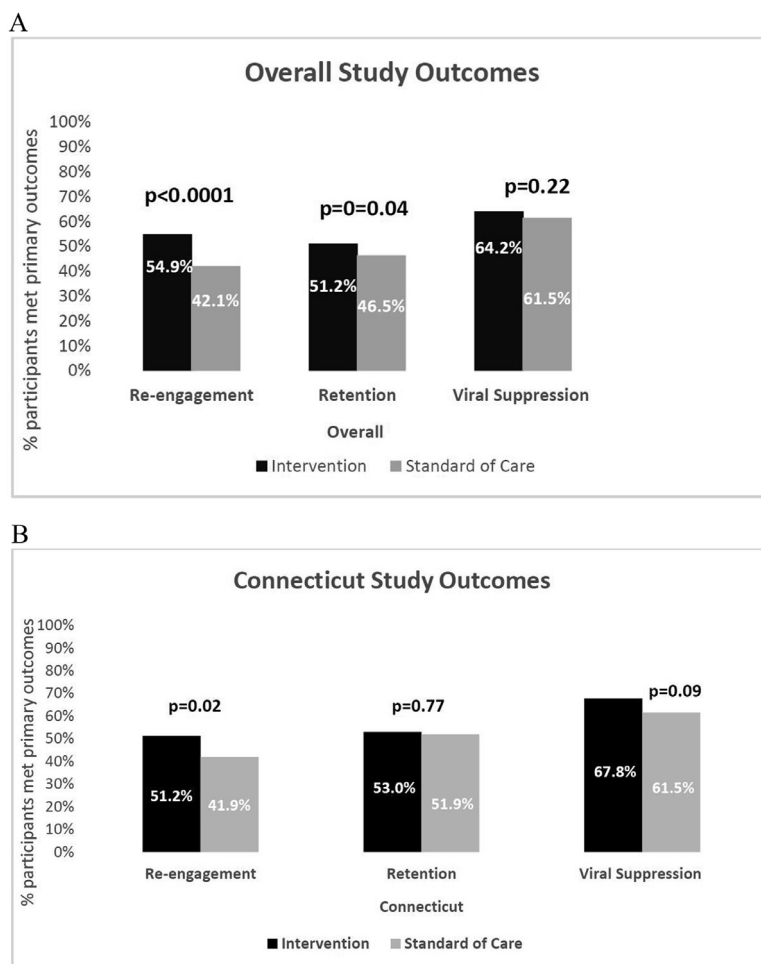 A
Overall Study Outcomes
% participants met primary outcomes
100%
90%
80%
70%
60%
50%
40%
30%
20%
10%
0%
p<0.0001
p=0=0.04
p=0.22
54.9%
42.1%
51.2%
46.5%
64.2%
61.5%
Re-engagement
Retention
Viral Suppression
Overall
Intervention
Standard of Care
B
Connecticut Study Outcomes
% participants met primary outcomes
100%
90%
80%
70%
60%
50%
40%
30%
20%
10%
0%
p=0.02
p=0.77
p=0.09
51.2%
41.9%
53.0%
51.9%
67.8%
61.5%
Re-engagement
Retention
Viral Suppression
Connecticut
Intervention
Standard of Care